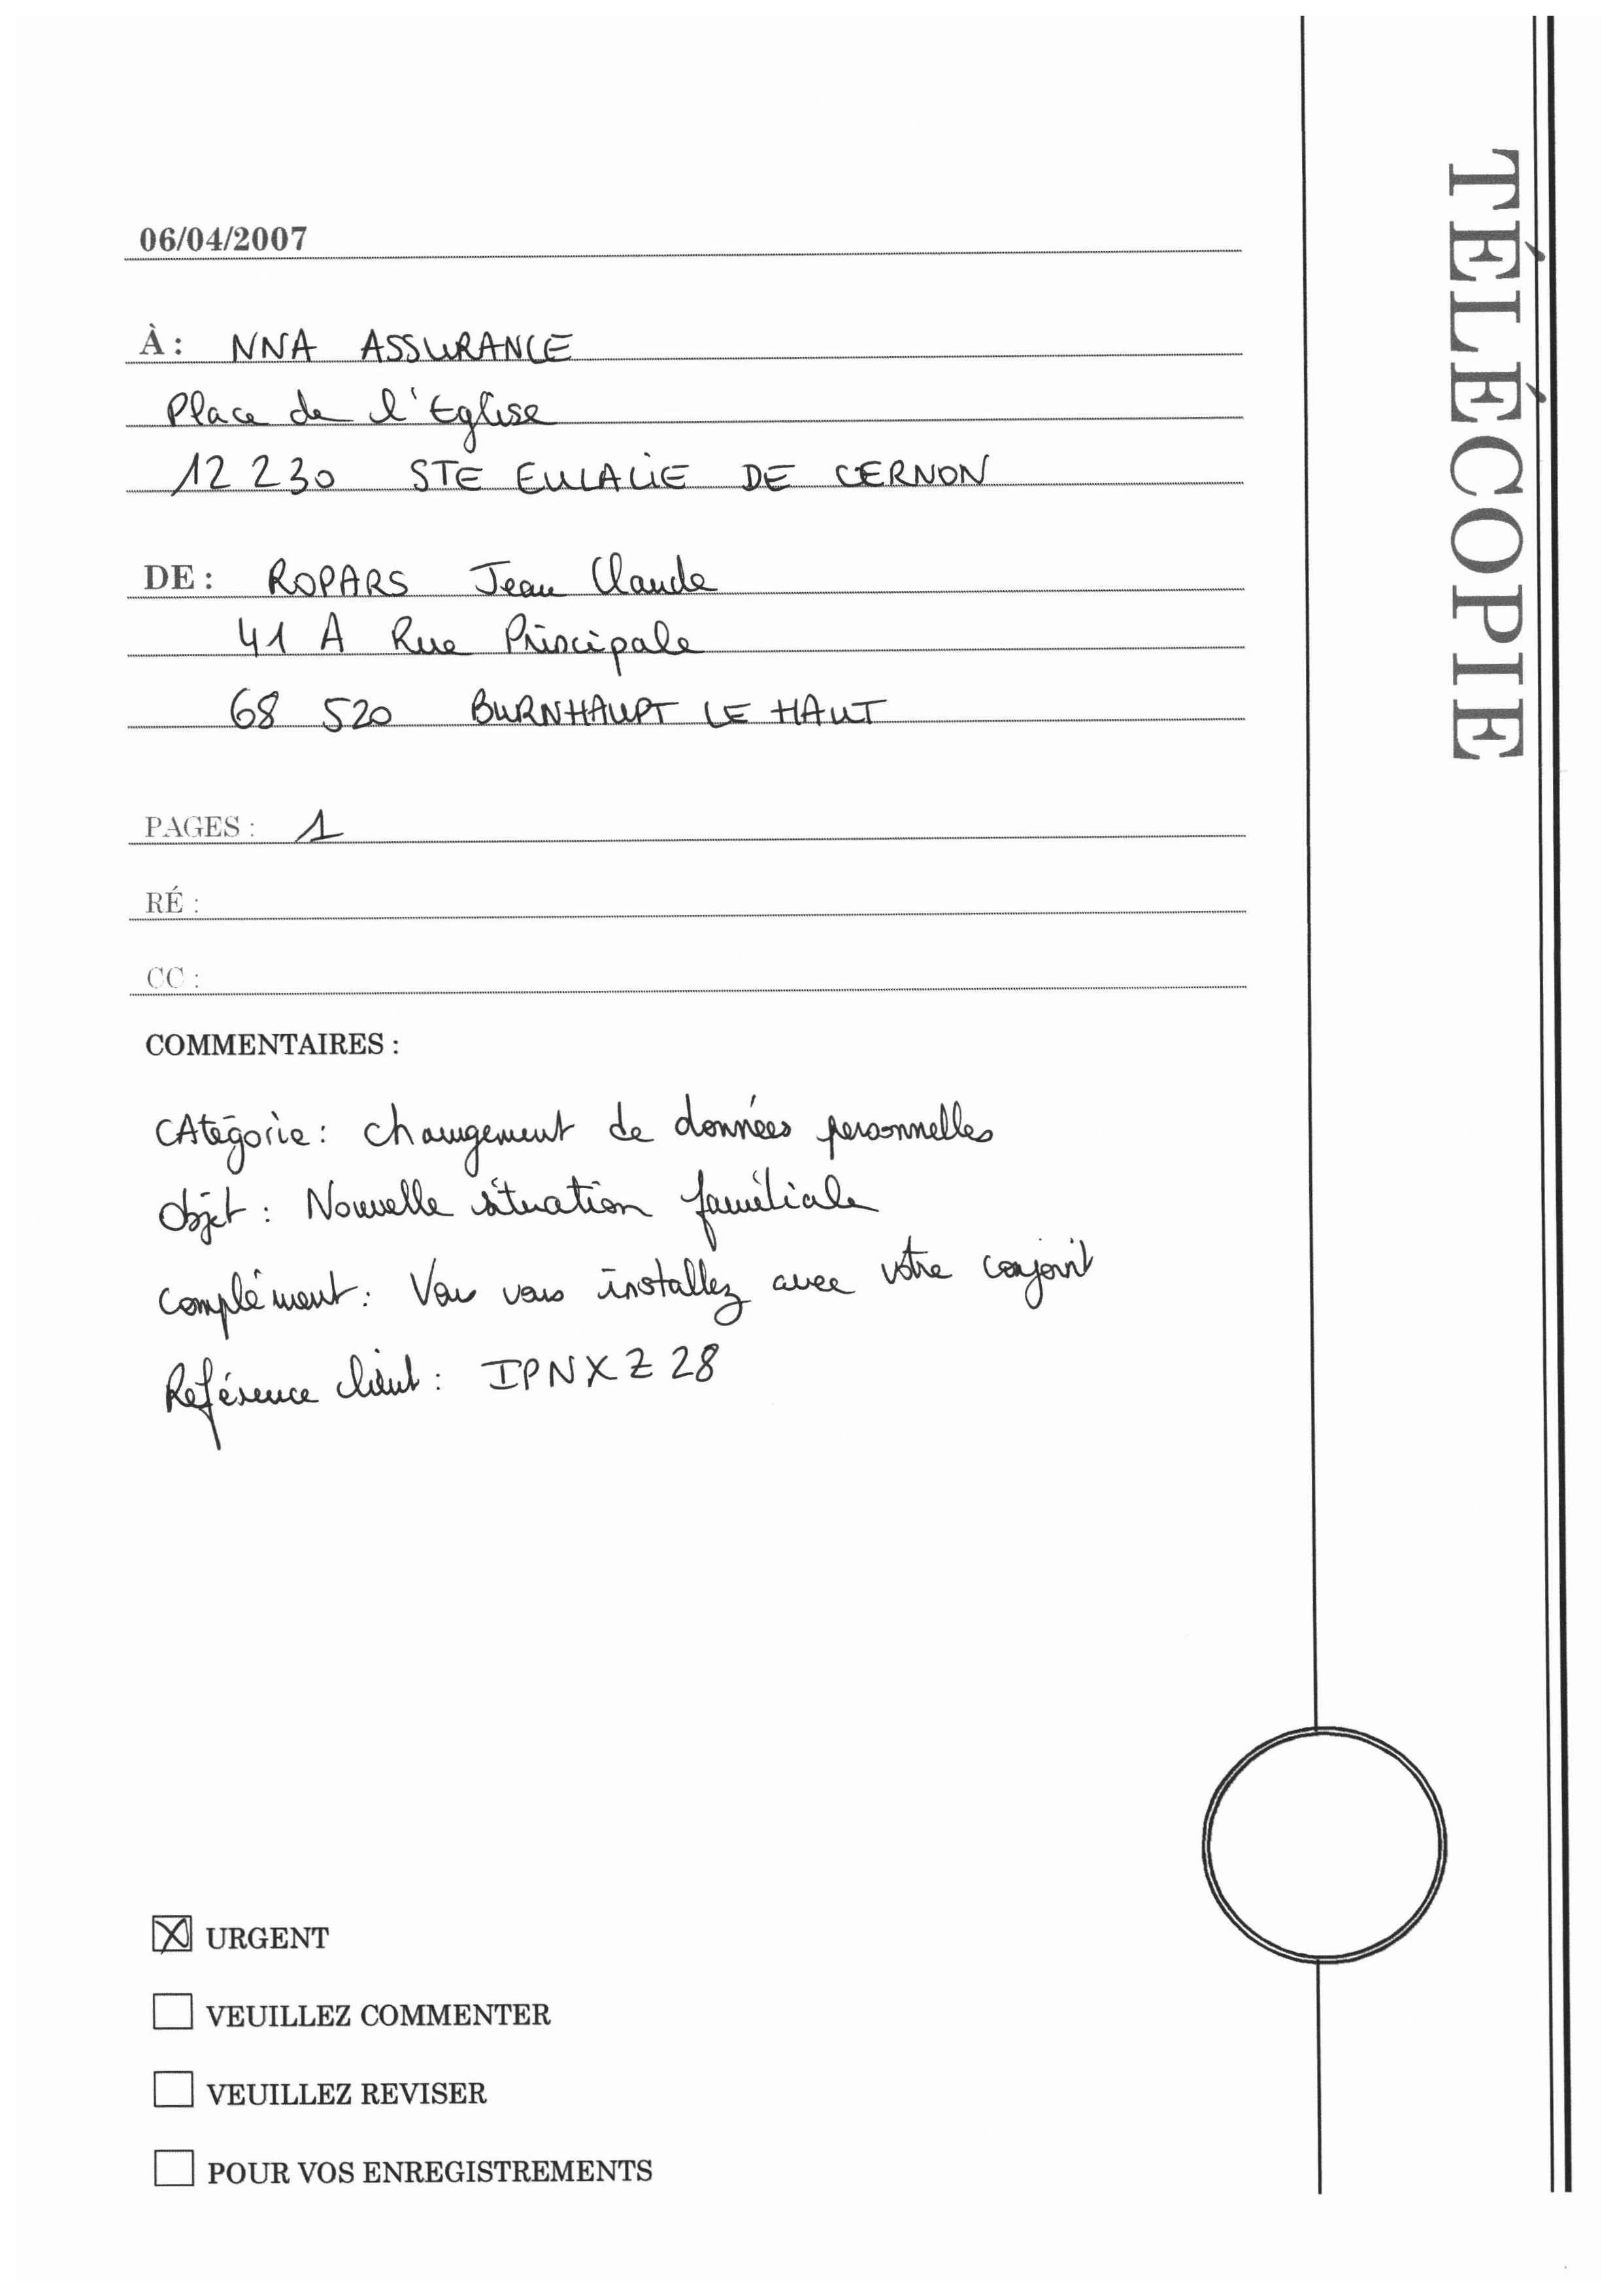 TÉLÉCOPIE
06/04/2007
À : NNA ASSURANCE
Place de l'Eglise
12 230 STE EULALIE DE CERNON
DE : ROPARS Jean Claude
41 A Rue Principale
68 520 BURNHAUPT LE HAUT
PAGES : 1
RÉ :
CC :
COMMENTAIRES :
CAtégorie : changement de données personnelles
Objet : Nouvelle situation familiale
Complément : Vous vous installez avec votre conjoint
Référence client : IPNXZ28
URGENT
VEUILLEZ COMMENTER
VEUILLEZ REVISER
POUR VOS ENREGISTREMENTS